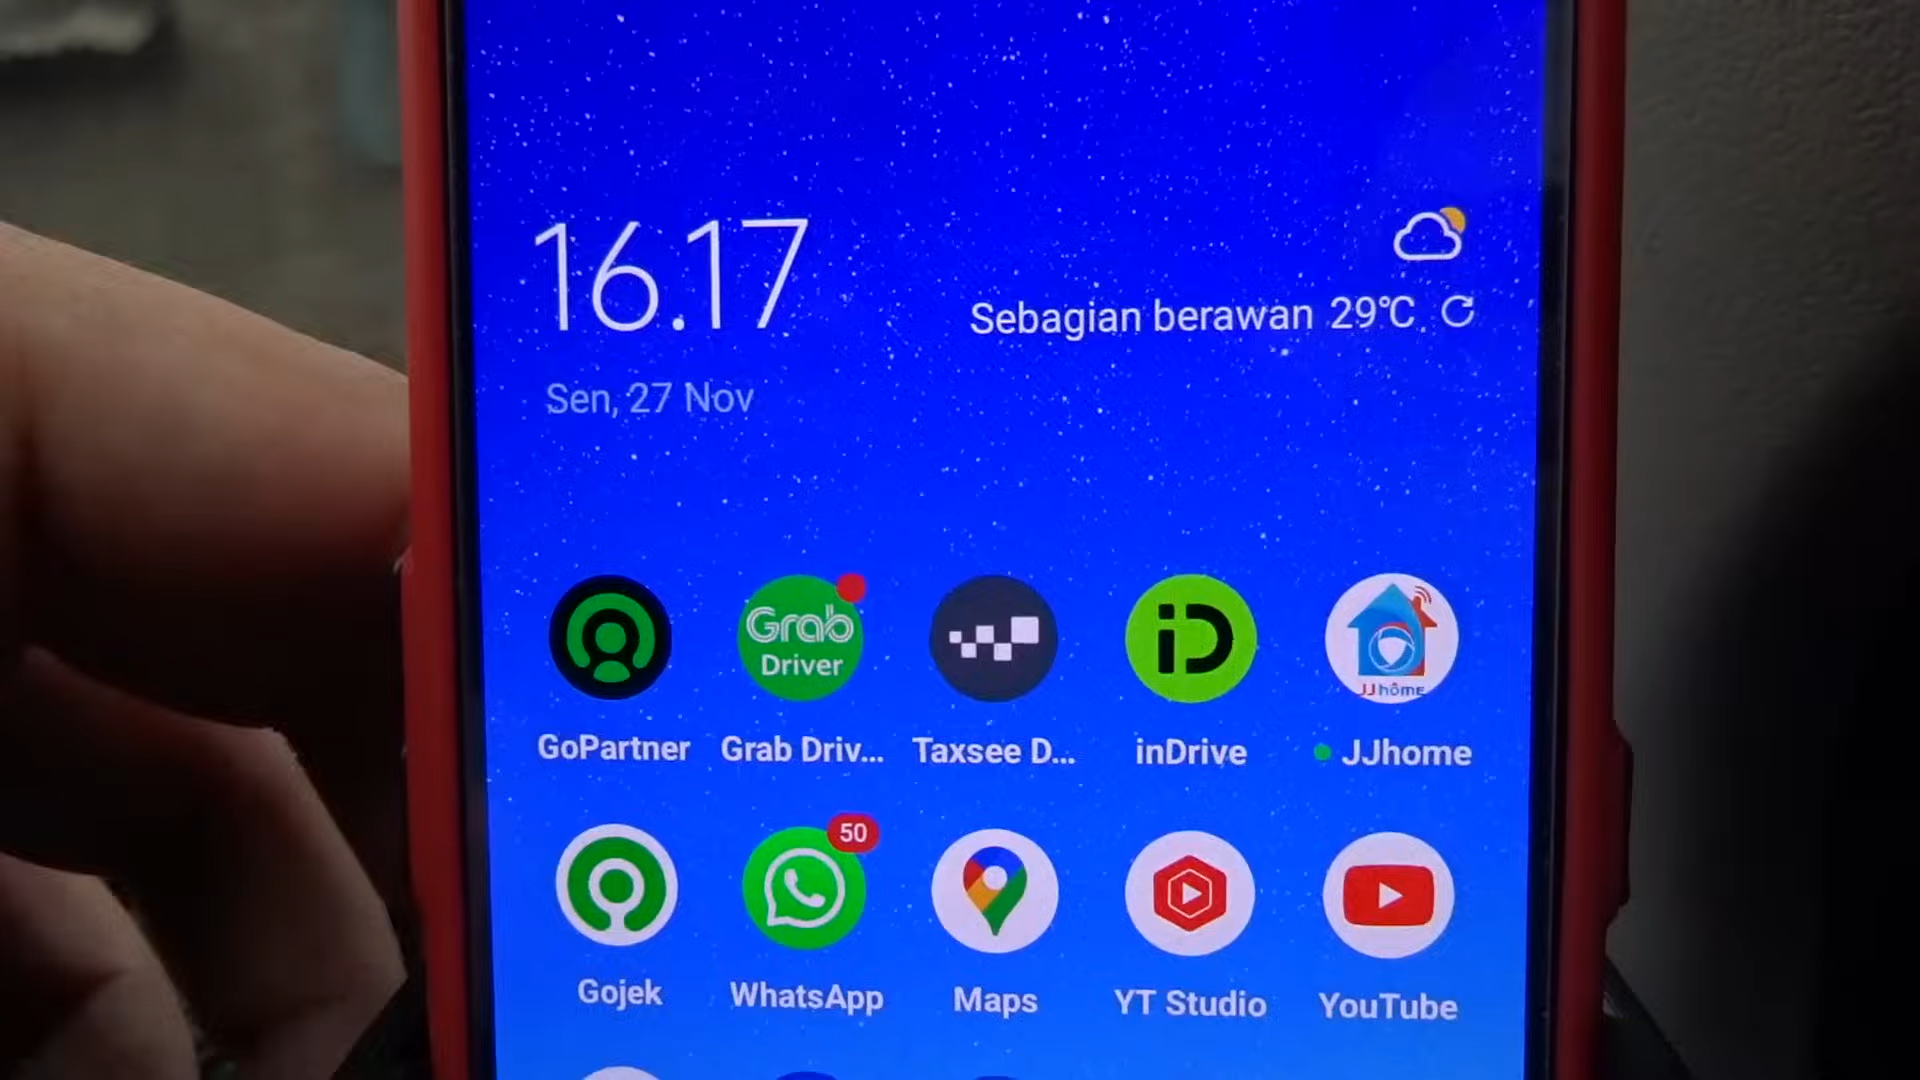 16.17
Sebagian berawan 29°C
Sen, 27 Nov
Grab
Driver
iD
JJhome
GoPartner
Grab Driv...
Taxsee D...
inDrive
JJhome
50
Gojek
WhatsApp
Maps
YT Studio
YouTube